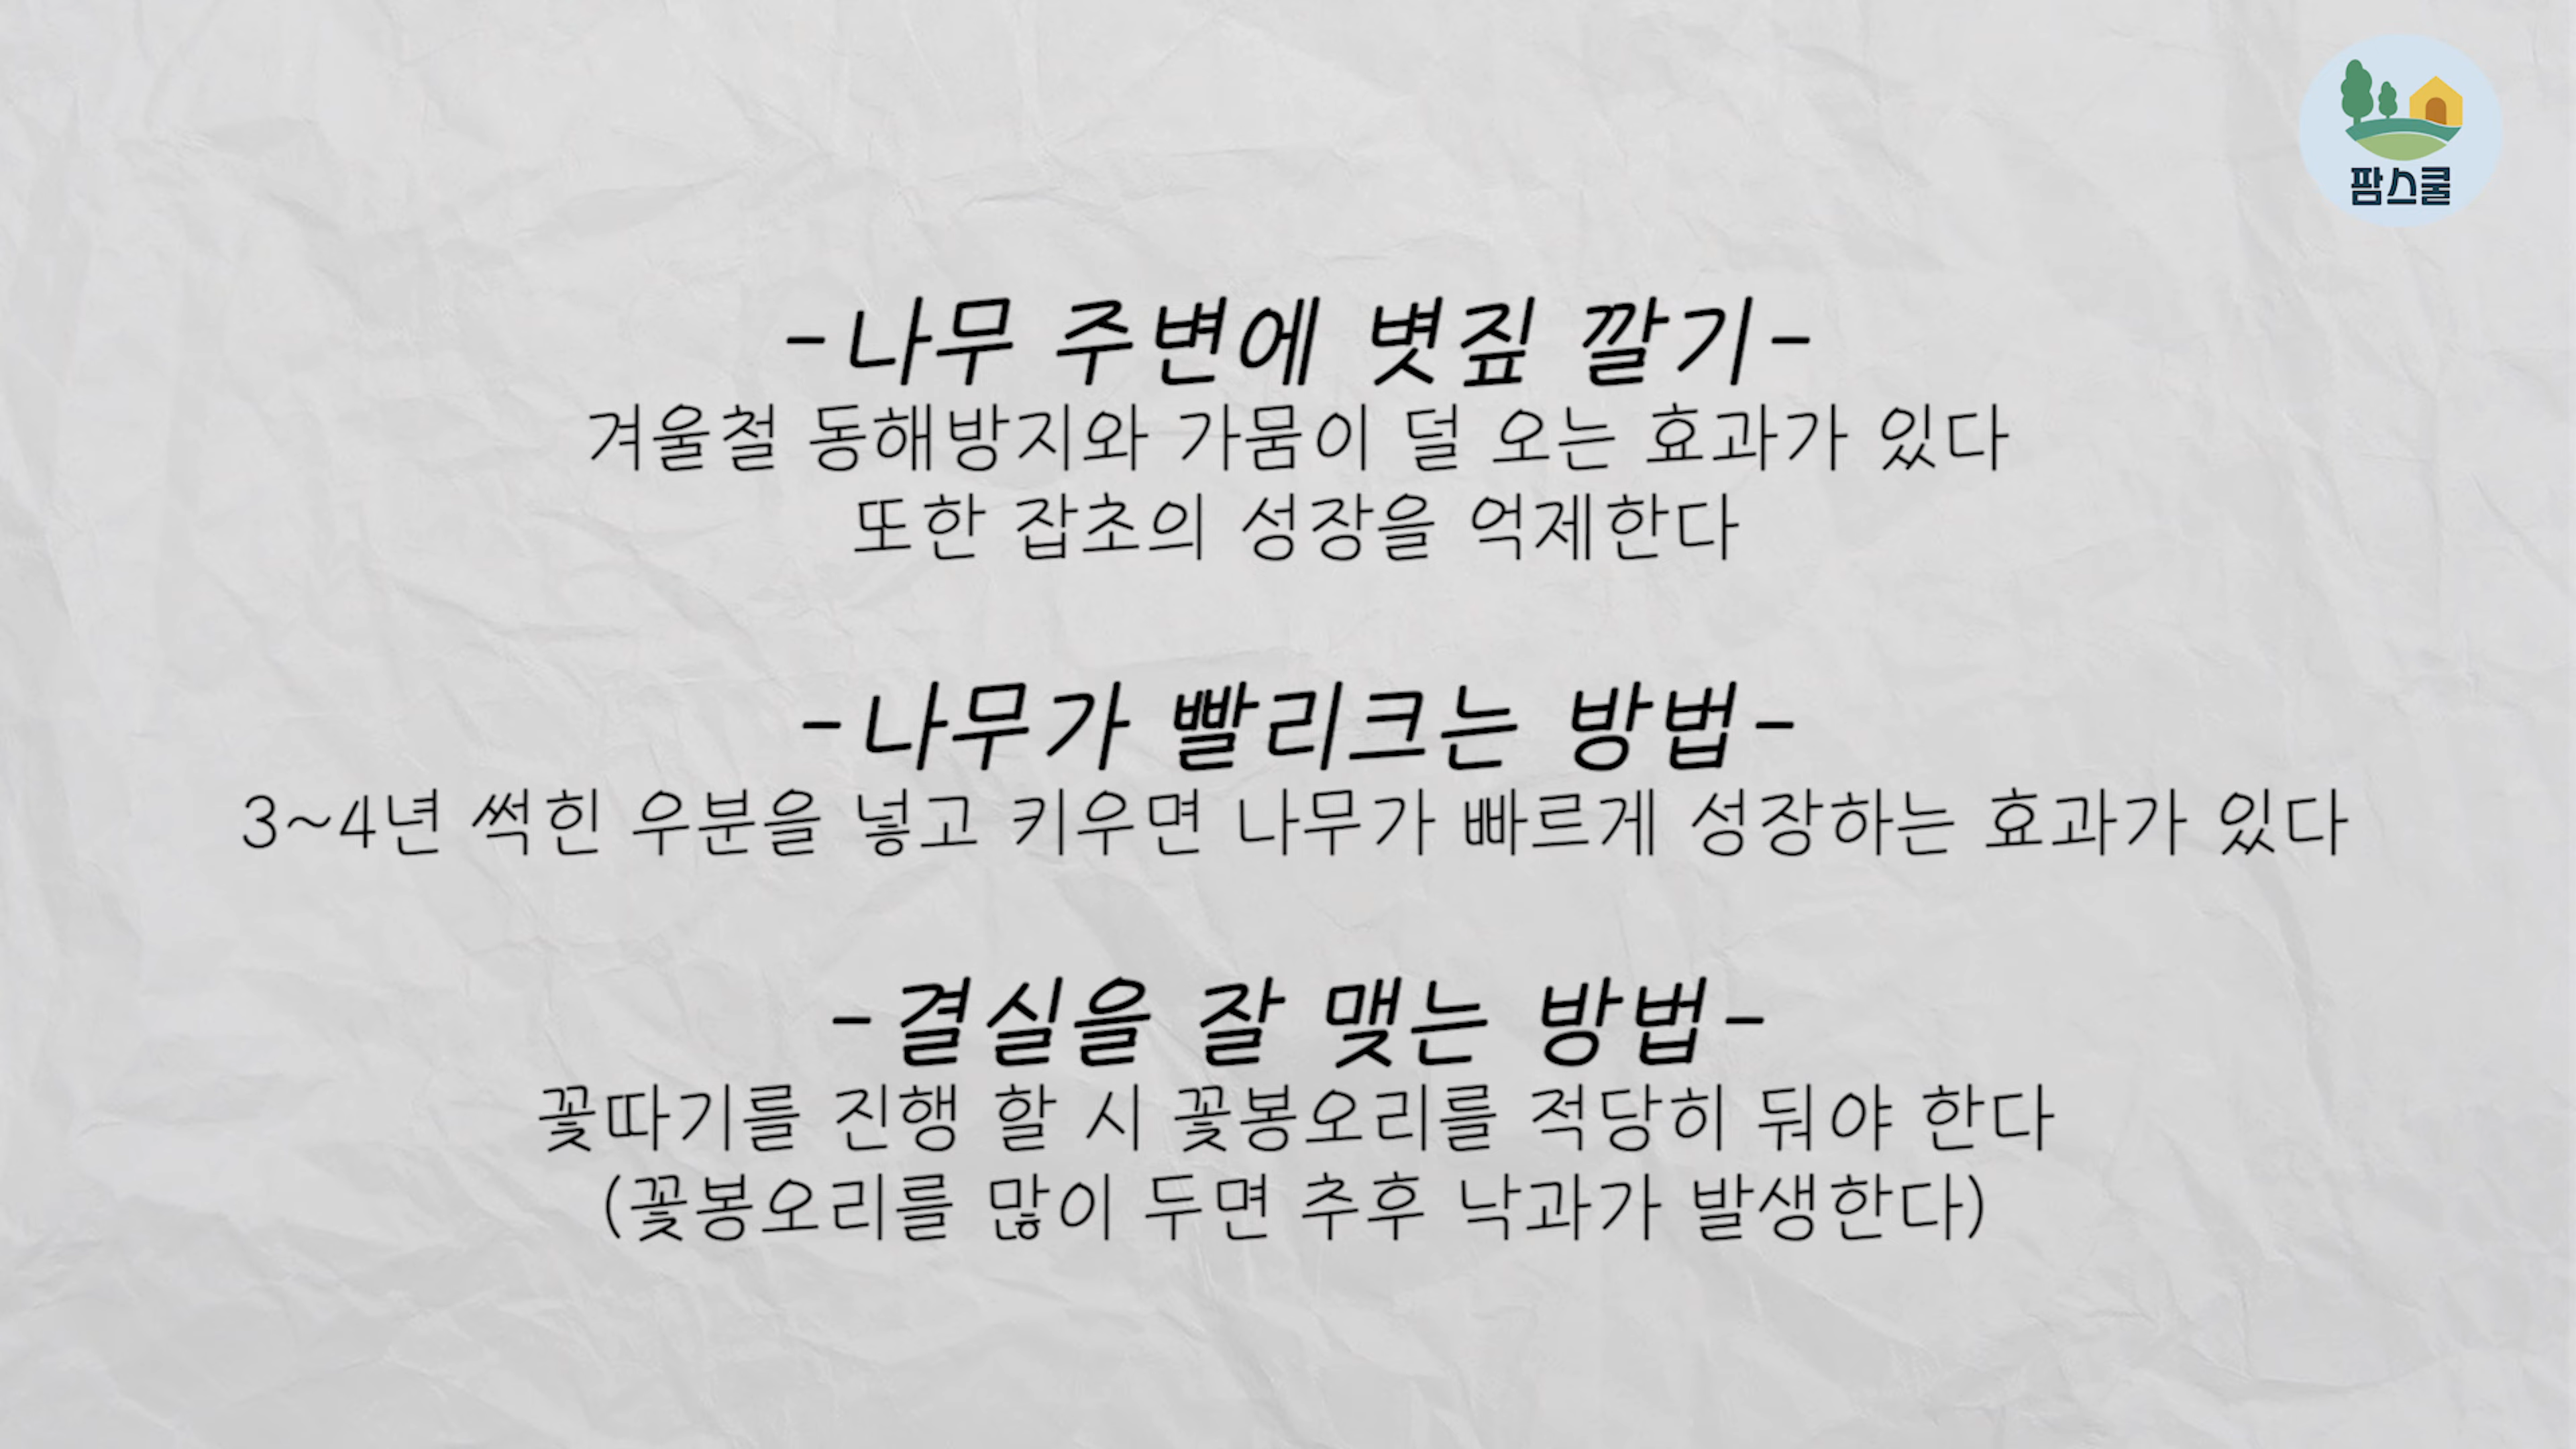 팜스쿨
-나무 주변에 볏짚 깔기-
겨울철 동해방지와 가뭄이 덜 오는 효과가 있다
또한 잡초의 성장을 억제한다
-나무가 빨리크는 방법-
3~4년 썩힌 우분을 넣고 키우면 나무가 빠르게 성장하는 효과가 있다
-결실을 잘 맺는 방법-
꽃따기를 진행 할 시 꽃봉오리를 적당히 둬야 한다
(꽃봉오리를 많이 두면 추후 낙과가 발생한다)